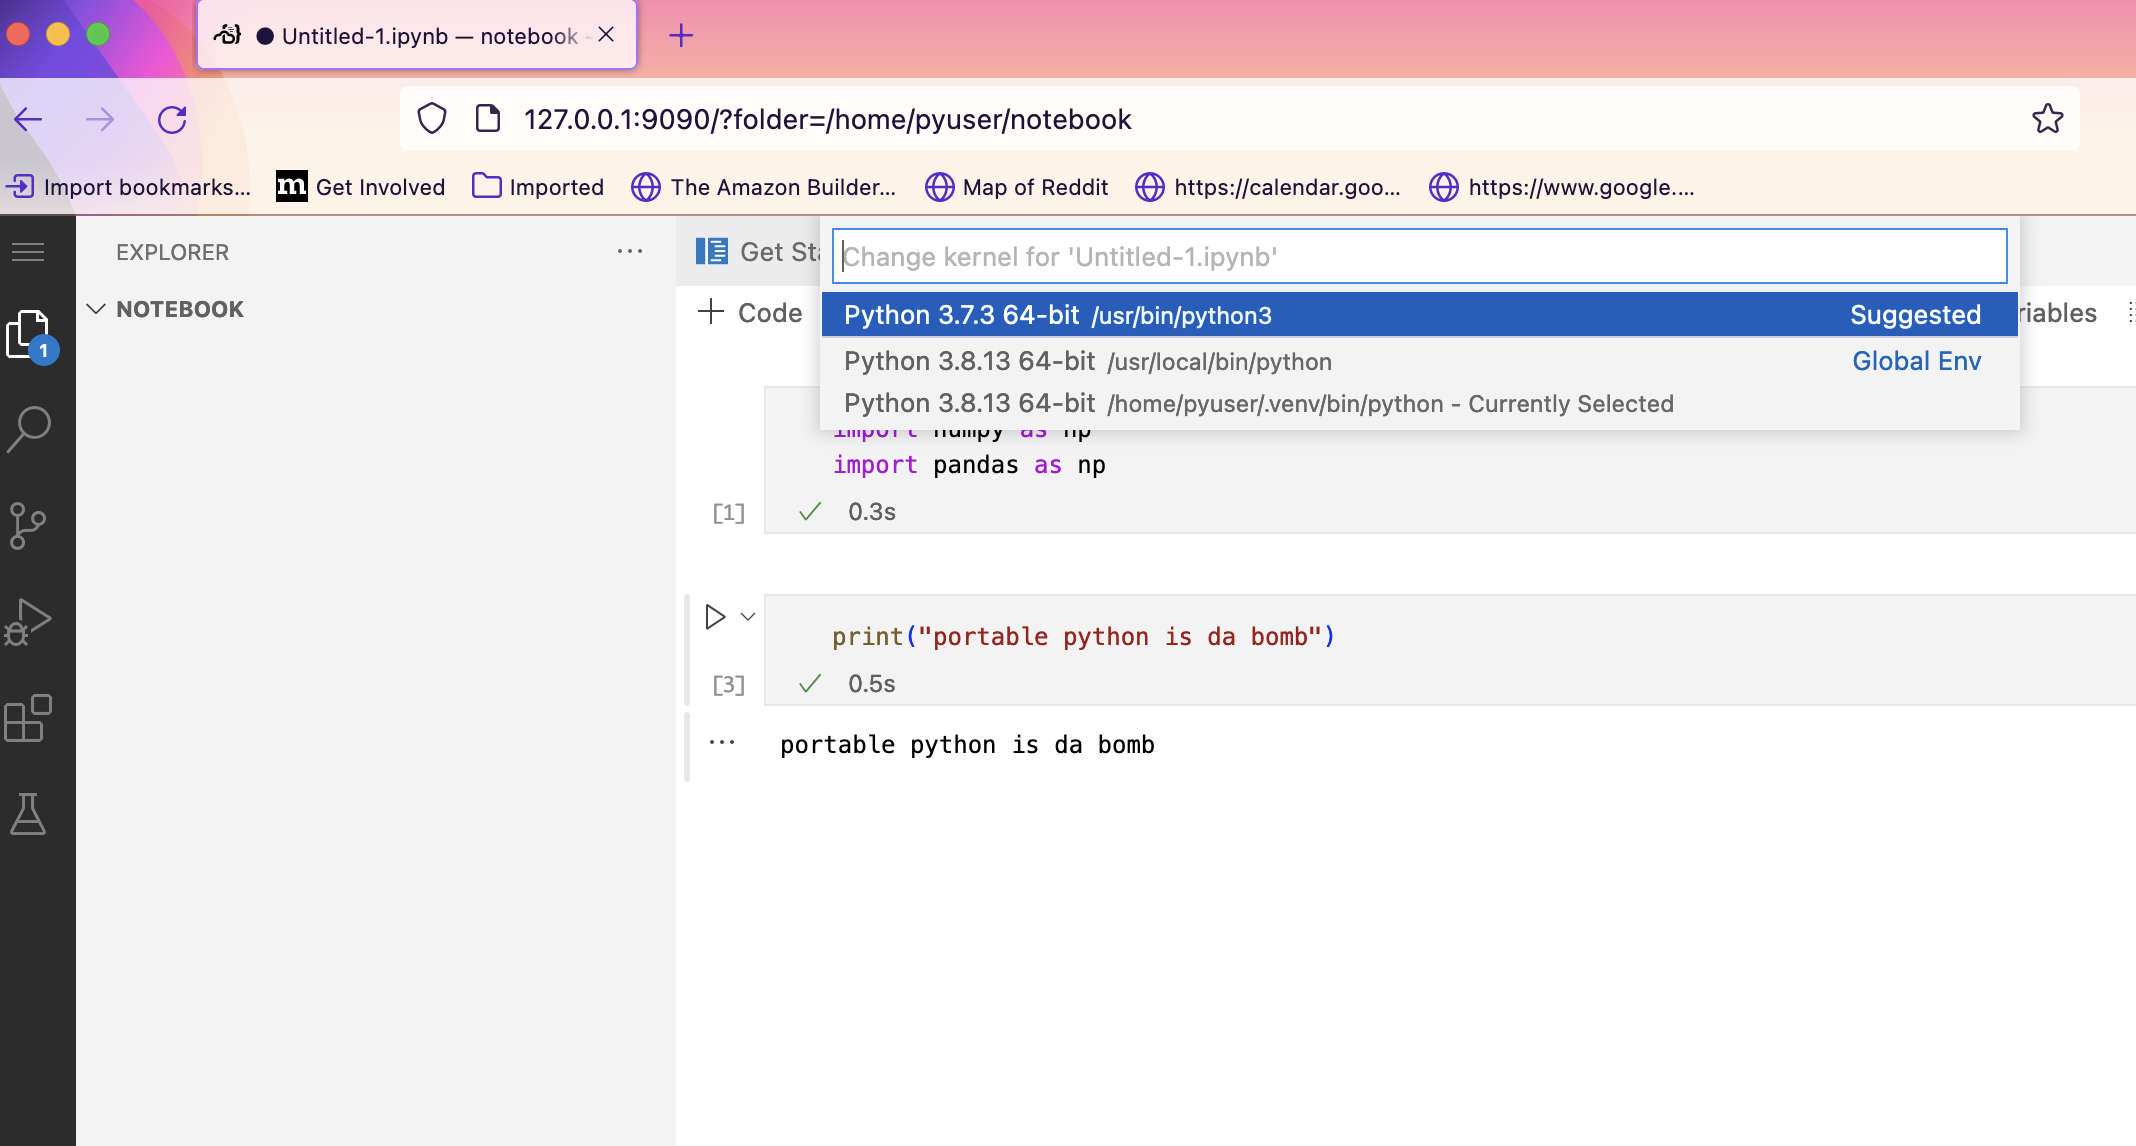 Untitled-1.ipynb — notebook -
127.0.0.1:9090/?folder=/home/pyuser/notebook
Import bookmarks... Get Involved Imported The Amazon Builder... Map of Reddit https://calendar.goo... https://www.google....
EXPLORER
NOTEBOOK
1
Get Sta
Change kernel for 'Untitled-1.ipynb'
+ Code
Python 3.7.3 64-bit /usr/bin/python3 Suggested
riables
Python 3.8.13 64-bit /usr/local/bin/python Global Env
Python 3.8.13 64-bit /home/pyuser/.venv/bin/python - Currently Selected
import numpy as np
import pandas as np
[1] 0.3s
print("portable python is da bomb")
[3] 0.5s
portable python is da bomb